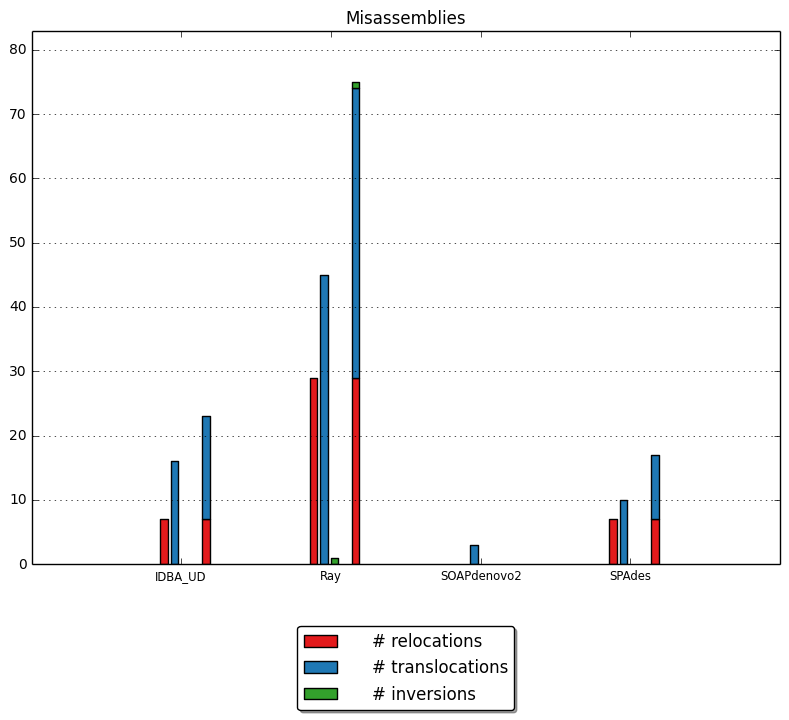 Misassemblies
80
70
60
50
40
30
20
10
0
IDBA_UD Ray SOAPdenovo2 SPAdes
# relocations
# translocations
# inversions